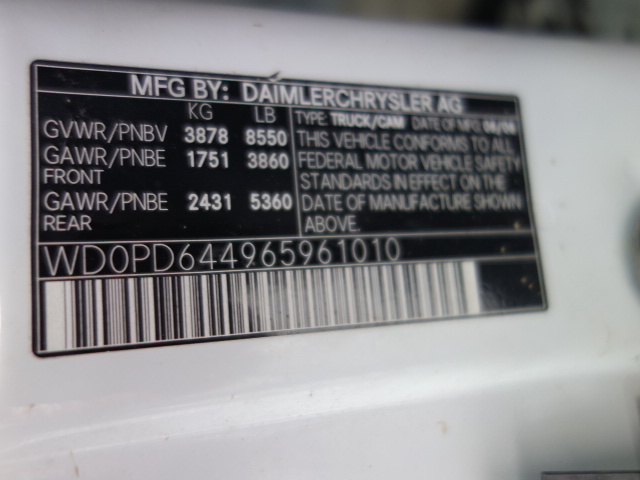 MFG BY: DAIMLERCHRYSLER AG
KG LB
GVWR/PNBV 3878 8550
GAWR/PNBE 1751 3860
FRONT
GAWR/PNBE 2431 5360
REAR
TYPE: TRUCK/CAM DATE OF MFG
THIS VEHICLE CONFORMS TO ALL
FEDERAL MOTOR VEHICLE SAFETY
STANDARDS IN EFFECT ON THE
DATE OF MANUFACTURE SHOWN
ABOVE.
WD0PD644965961010